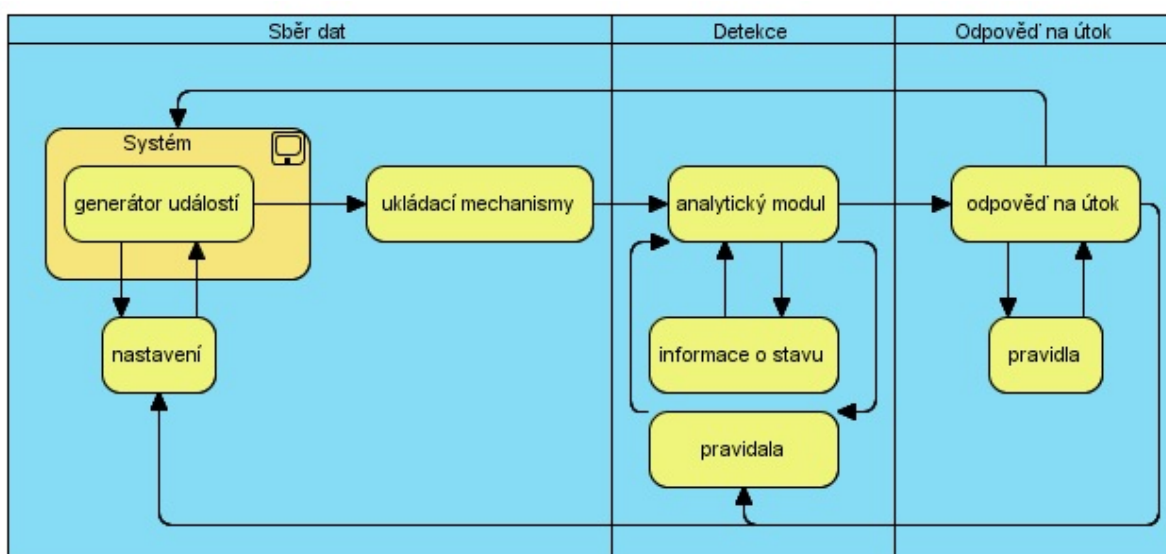 Sběr dat
Detekce
Odpověď na útok
Systém
generátor událostí
ukládací mechanismy
analytický modul
odpověď na útok
nastavení
informace o stavu
pravidla
pravidala